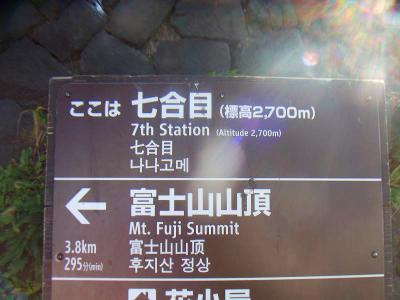 ここは 七合目(標高2,700m)
7th Station (Altitude 2,700m)
七合目
나나고메
← 富士山山頂
Mt. Fuji Summit
3.8km 富士山山顶
295分(min) 후지산 정상